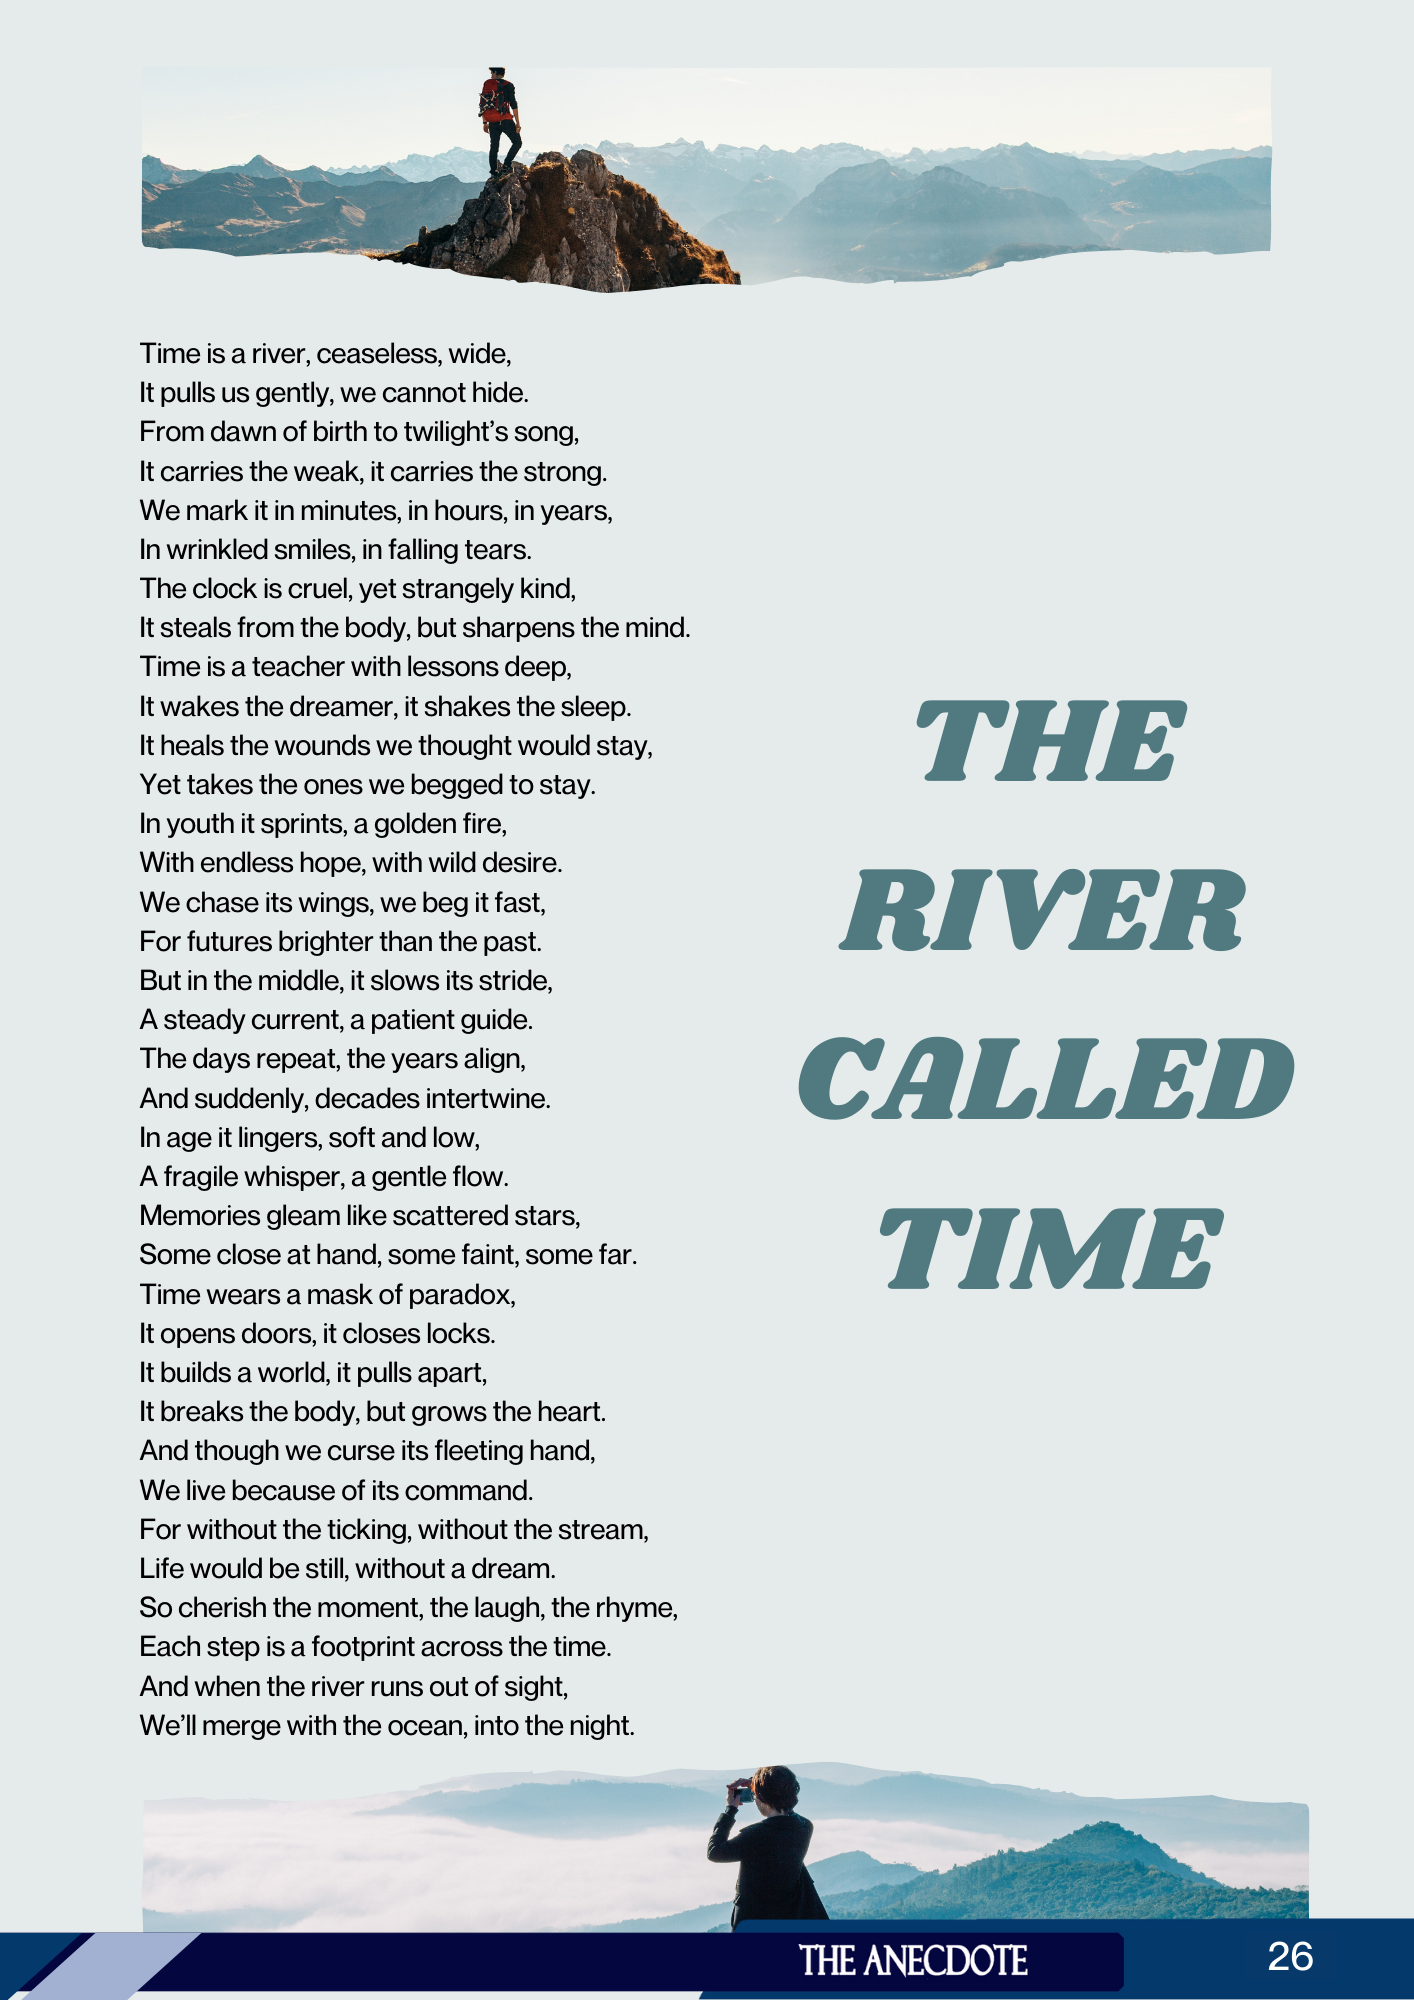 Time is a river, ceaseless, wide,
It pulls us gently, we cannot hide.
From dawn of birth to twilight’s song,
It carries the weak, it carries the strong.
We mark it in minutes, in hours, in years,
In wrinkled smiles, in falling tears.
The clock is cruel, yet strangely kind,
It steals from the body, but sharpens the mind.
Time is a teacher with lessons deep,
It wakes the dreamer, it shakes the sleep.
It heals the wounds we thought would stay,
Yet takes the ones we begged to stay.
In youth it sprints, a golden fire,
With endless hope, with wild desire.
We chase its wings, we beg it fast,
For futures brighter than the past.
But in the middle, it slows its stride,
A steady current, a patient guide.
The days repeat, the years align,
And suddenly, decades intertwine.
In age it lingers, soft and low,
A fragile whisper, a gentle flow.
Memories gleam like scattered stars,
Some close at hand, some faint, some far.
Time wears a mask of paradox,
It opens doors, it closes locks.
It builds a world, it pulls apart,
It breaks the body, but grows the heart.
And though we curse its fleeting hand,
We live because of its command.
For without the ticking, without the stream,
Life would be still, without a dream.
So cherish the moment, the laugh, the rhyme,
Each step is a footprint across the time.
And when the river runs out of sight,
We’ll merge with the ocean, into the night.
THE
RIVER
CALLED
TIME
THE ANECDOTE
26